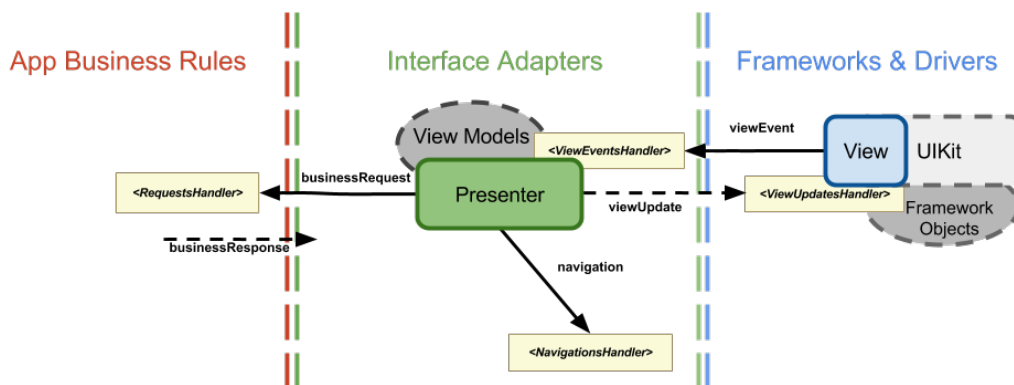 App Business Rules
Interface Adapters
Frameworks & Drivers
View Models
<ViewEventsHandler>
viewEvent
View
UIKit
<RequestsHandler>
businessRequest
Presenter
viewUpdate
<ViewUpdatesHandler>
Framework
Objects
businessResponse
navigation
<NavigationsHandler>